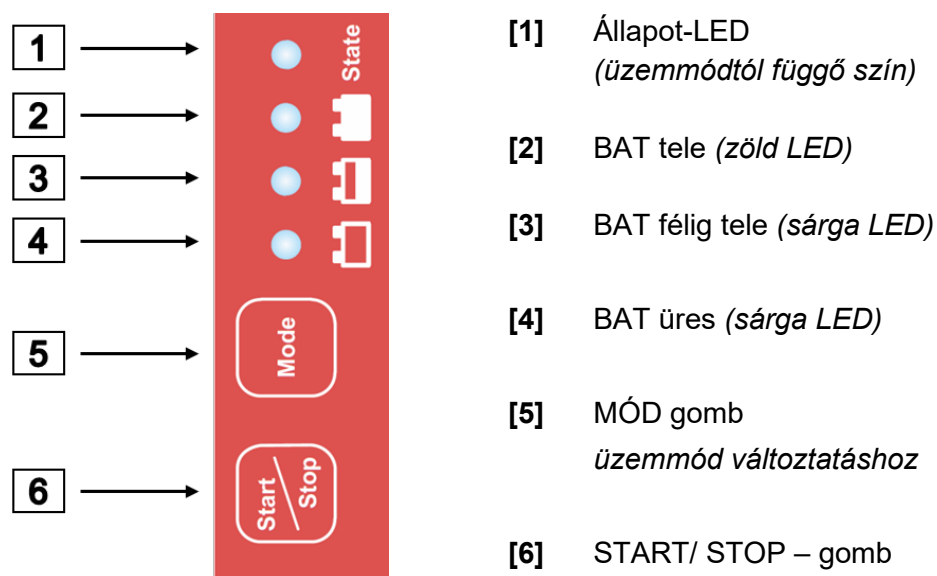 1
2
3
4
5
6
State
Mode
Start
Stop
[1] Állapot-LED
(üzemmódtól függő szín)
[2] BAT tele (zöld LED)
[3] BAT félig tele (sárga LED)
[4] BAT üres (sárga LED)
[5] MÓD gomb
üzemmód változtatáshoz
[6] START/ STOP – gomb